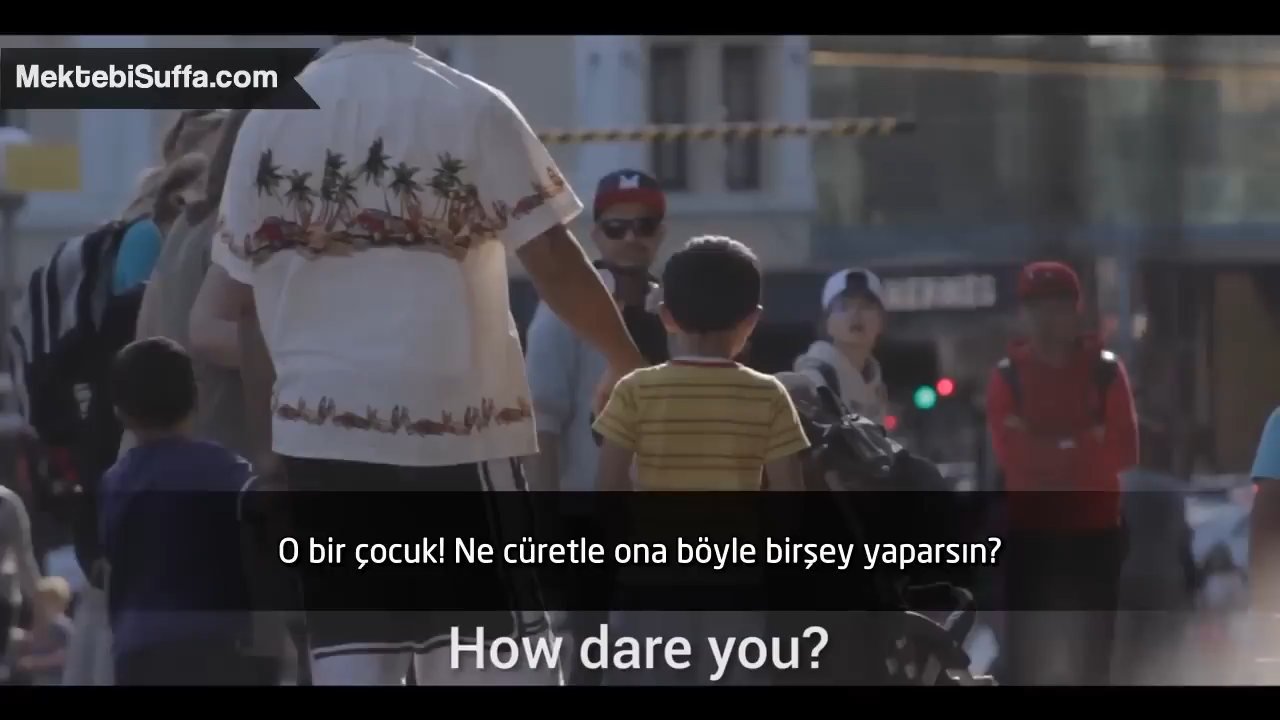 MektebiSuffa.com
O bir çocuk! Ne cüretle ona böyle birşey yaparsın?
How dare you?